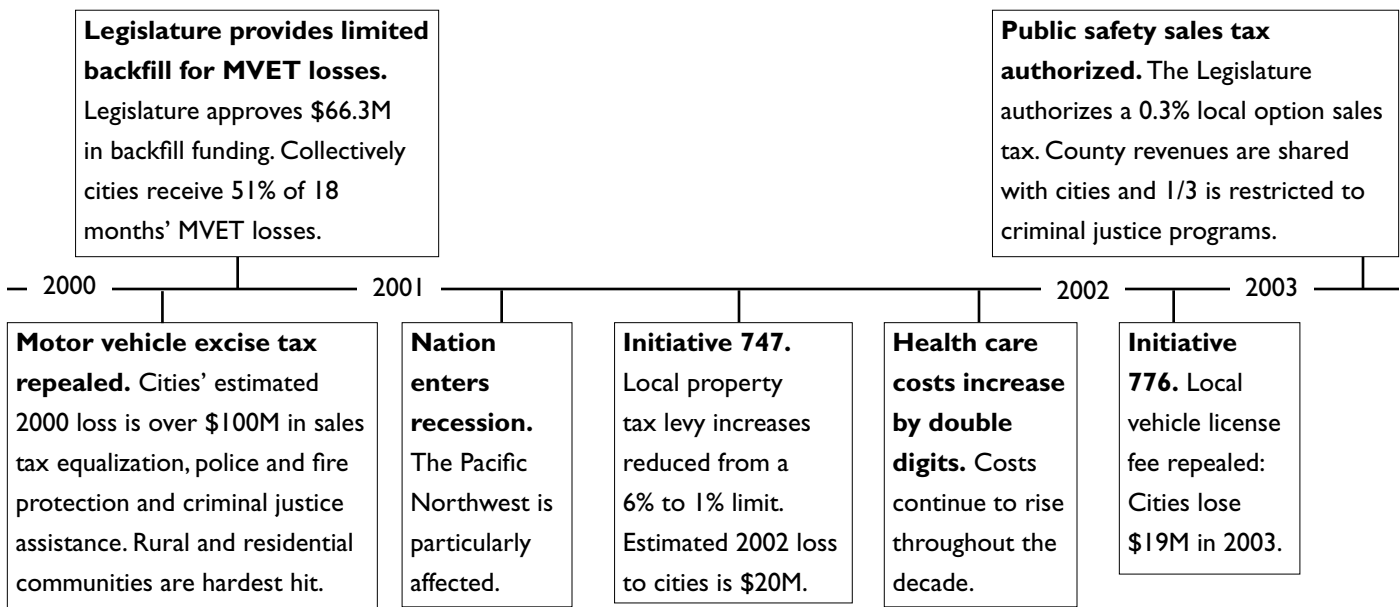 Legislature provides limited
backfill for MVET losses.
Legislature approves $66.3M
in backfill funding. Collectively
cities receive 51% of 18
months’ MVET losses.
Public safety sales tax
authorized. The Legislature
authorizes a 0.3% local option sales
tax. County revenues are shared
with cities and 1/3 is restricted to
criminal justice programs.
2000
2001
2002
2003
Motor vehicle excise tax
repealed. Cities’ estimated
2000 loss is over $100M in sales
tax equalization, police and fire
protection and criminal justice
assistance. Rural and residential
communities are hardest hit.
Nation
enters
recession.
The Pacific
Northwest is
particularly
affected.
Initiative 747.
Local property
tax levy increases
reduced from a
6% to 1% limit.
Estimated 2002 loss
to cities is $20M.
Health care
costs increase
by double
digits. Costs
continue to rise
throughout the
decade.
Initiative
776. Local
vehicle license
fee repealed:
Cities lose
$19M in 2003.